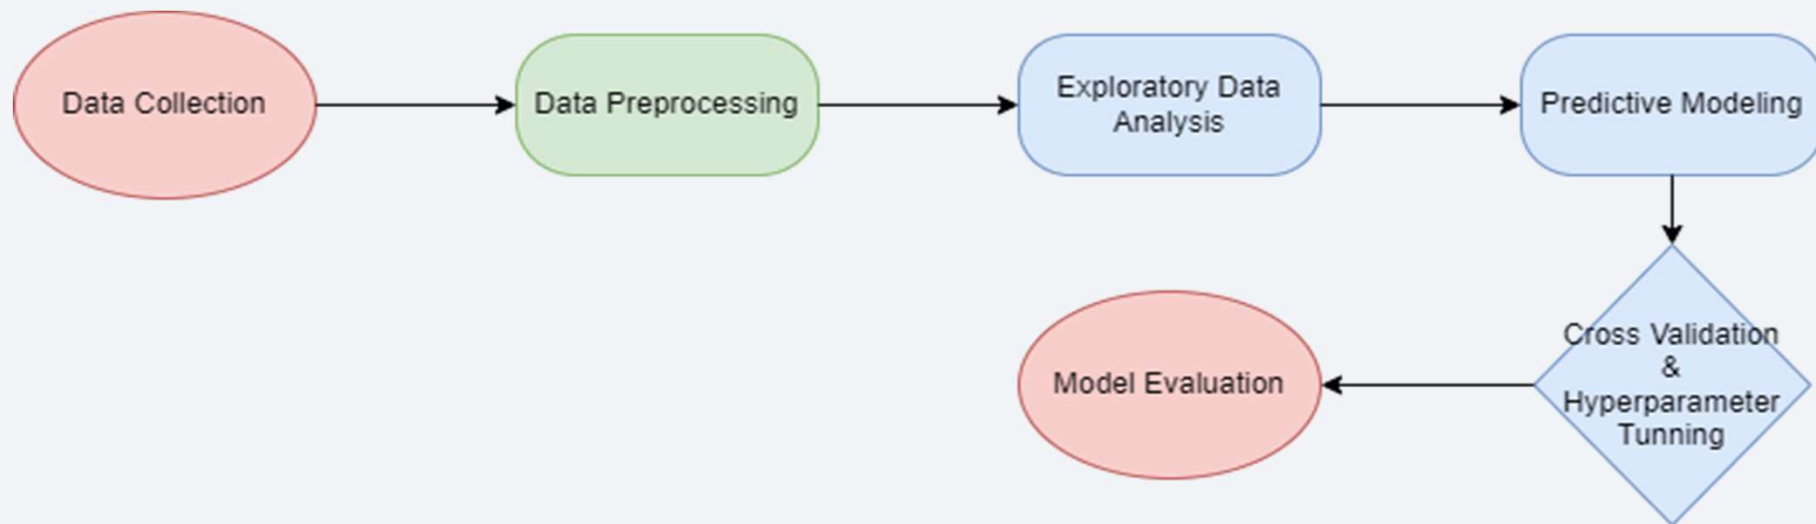 Data Collection
Data Preprocessing
Exploratory Data
Analysis
Predictive Modeling
Cross Validation
&
Hyperparameter
Tunning
Model Evaluation